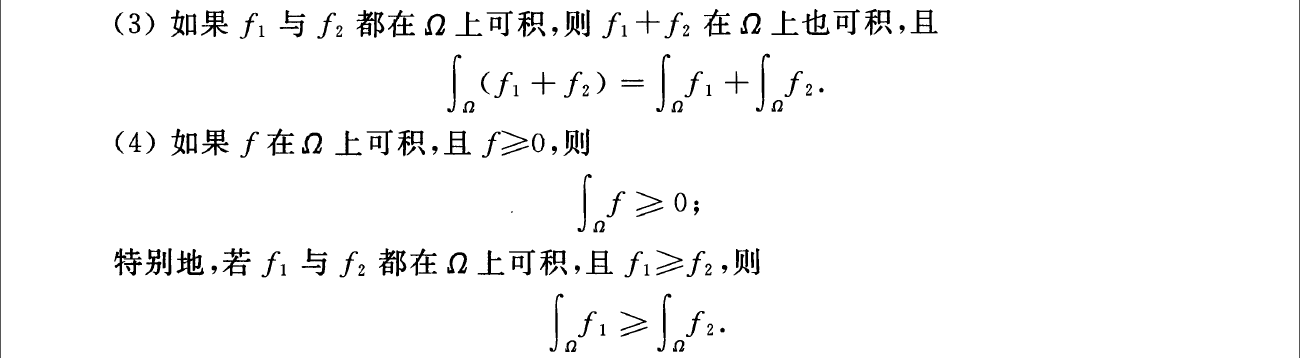 (3) 如果 f₁ 与 f₂ 都在 Ω 上可积,则 f₁+f₂ 在 Ω 上也可积,且
∫_Ω (f₁ + f₂) = ∫_Ω f₁ + ∫_Ω f₂.
(4) 如果 f 在 Ω 上可积,且 f⩾0,则
∫_Ω f ⩾ 0;
特别地,若 f₁ 与 f₂ 都在 Ω 上可积,且 f₁⩾f₂,则
∫_Ω f₁ ⩾ ∫_Ω f₂.